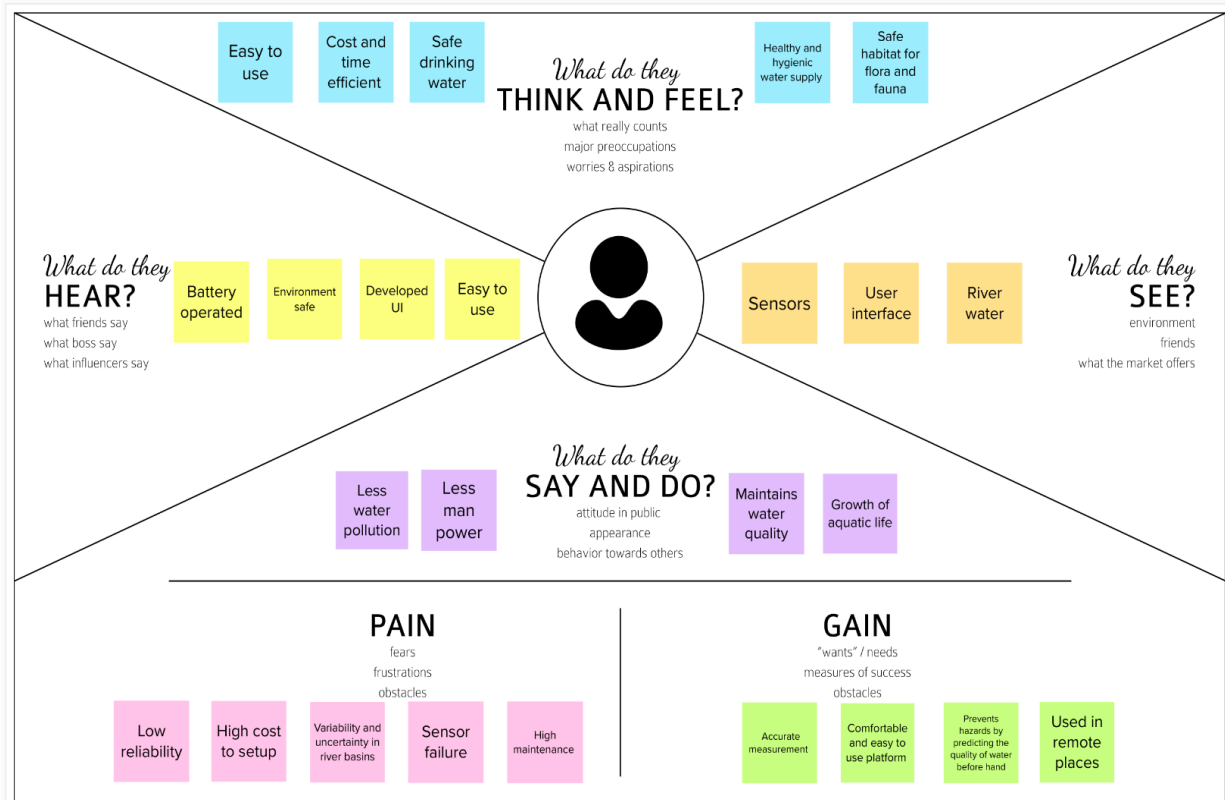 Easy to
use
Cost and
time
efficient
Safe
drinking
water
What do they
THINK AND FEEL?
what really counts
major preoccupations
worries & aspirations
Healthy and
hygienic
water supply
Safe
habitat for
flora and
fauna
What do they
HEAR?
what friends say
what boss say
what influencers say
Battery
operated
Environment
safe
Developed
UI
Easy to
use
Sensors
User
interface
River
water
What do they
SEE?
environment
friends
what the market offers
Less
water
pollution
Less
man
power
What do they
SAY AND DO?
attitude in public
appearance
behavior towards others
Maintains
water
quality
Growth of
aquatic life
PAIN
fears
frustrations
obstacles
Low
reliability
High cost
to setup
Variability and
uncertainty in
river basins
Sensor
failure
High
maintenance
GAIN
"wants" / needs
measures of success
obstacles
Accurate
measurement
Comfortable
and easy to
use platform
Prevents
hazards by
predicting the
quality of water
before hand
Used in
remote
places